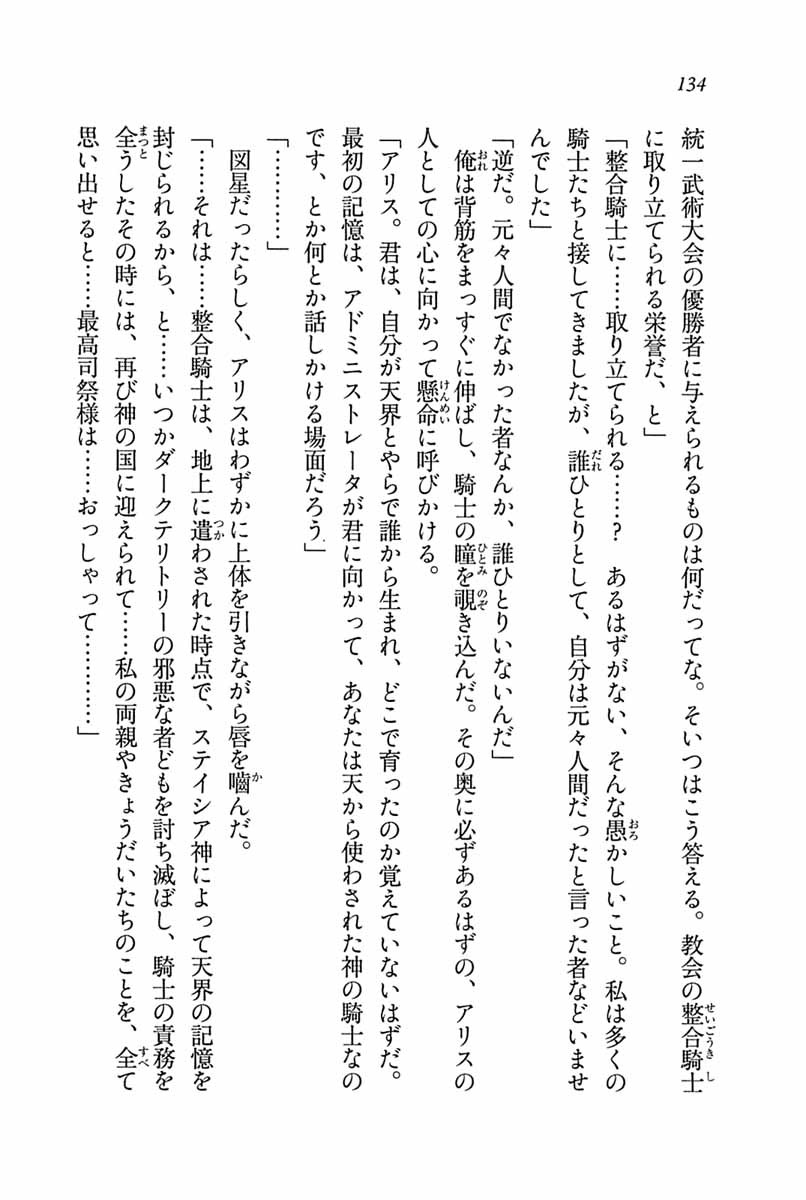 134
統一武術大会の優勝者に与えられるものは何だってな。そいつはこう答える。教会の整合騎士
に取り立てられる栄誉だ、と」
「整合騎士に……取り立てられる……？　あるはずがない、そんな愚かしいこと。私は多くの
騎士たちと接してきましたが、誰ひとりとして、自分は元々人間だったと言った者などいませ
んでした」
「逆だ。元々人間でなかった者なんか、誰ひとりいないんだ」
　俺は背筋をまっすぐに伸ばし、騎士の瞳を覗き込んだ。その奥に必ずあるはずの、アリスの
人としての心に向かって懸命に呼びかける。
「アリス。君は、自分が天界とやらで誰から生まれ、どこで育ったのか覚えていないはずだ。
最初の記憶は、アドミニストレータが君に向かって、あなたは天から使わされた神の騎士なの
です、とか何とか話しかける場面だろう」
「…………」
　図星だったらしく、アリスはわずかに上体を引きながら唇を嚙んだ。
「……それは……整合騎士は、地上に遣わされた時点で、ステイシア神によって天界の記憶を
封じられるから、と……いつかダークテリトリーの邪悪な者どもを討ち滅ぼし、騎士の責務を
全うしたその時には、再び神の国に迎えられて……私の両親やきょうだいたちのことを、全て
思い出せると……最高司祭様は……おっしゃって…………」